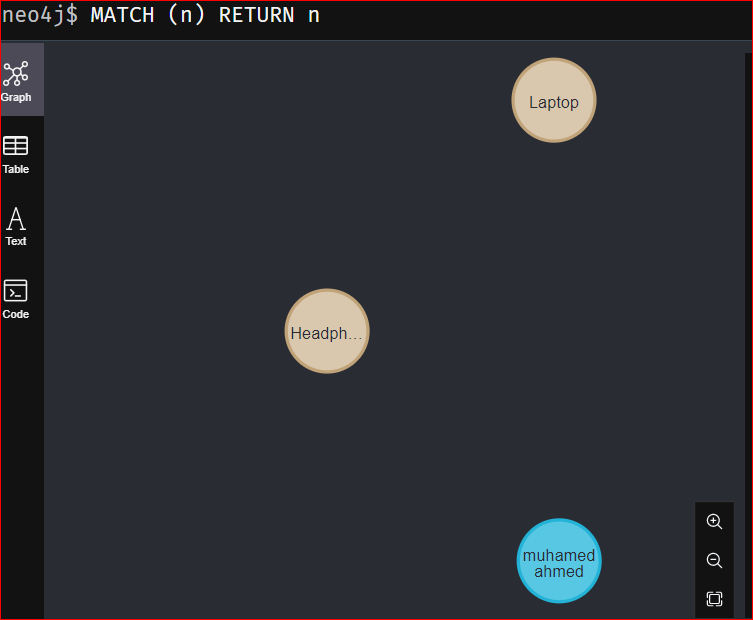 neo4j$ MATCH (n) RETURN n
Graph
Table
Text
Code
Laptop
Headph...
muhamed
ahmed